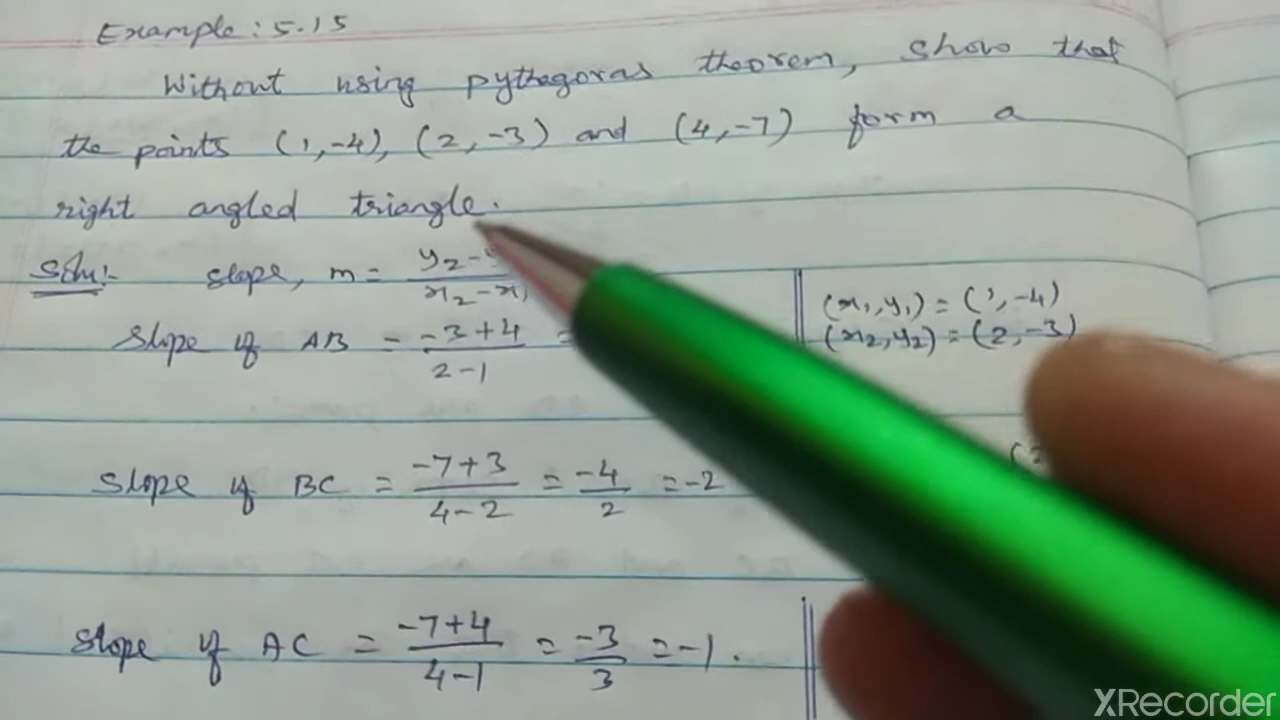 Example: 5.15
Without using pythagoras theorem, show that
the points (1,-4), (2,-3) and (4,-7) form a
right angled triangle.
Soln:- slope, m = y2- / x2-x1
(x1,y1) = (1,-4)
Slope of AB = -3+4 / 2-1 =
(x2,y2) = (2,-3)
Slope of BC = -7+3 / 4-2 = -4 / 2 = -2
Slope of AC = -7+4 / 4-1 = -3 / 3 = -1.
XRecorder